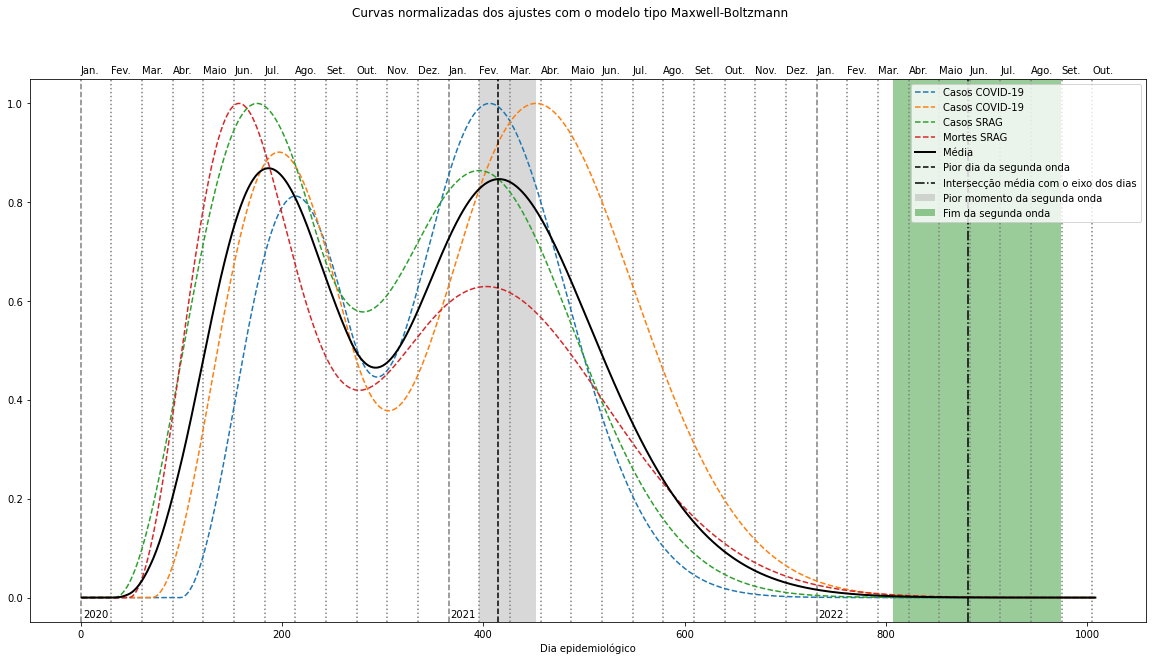 Curvas normalizadas dos ajustes com o modelo tipo Maxwell-Boltzmann
Jan. Fev. Mar. Abr. Maio Jun. Jul. Ago. Set. Out. Nov. Dez. Jan. Fev. Mar. Abr. Maio Jun. Jul. Ago. Set. Out. Nov. Dez. Jan. Fev. Mar. Abr. Maio Jun. Jul. Ago. Set. Out.
1.0
0.8
0.6
0.4
0.2
0.0
Casos COVID-19
Casos COVID-19
Casos SRAG
Mortes SRAG
Média
Pior dia da segunda onda
Intersecção média com o eixo dos dias
Pior momento da segunda onda
Fim da segunda onda
2020 2021 2022
0 200 400 600 800 1000
Dia epidemiológico